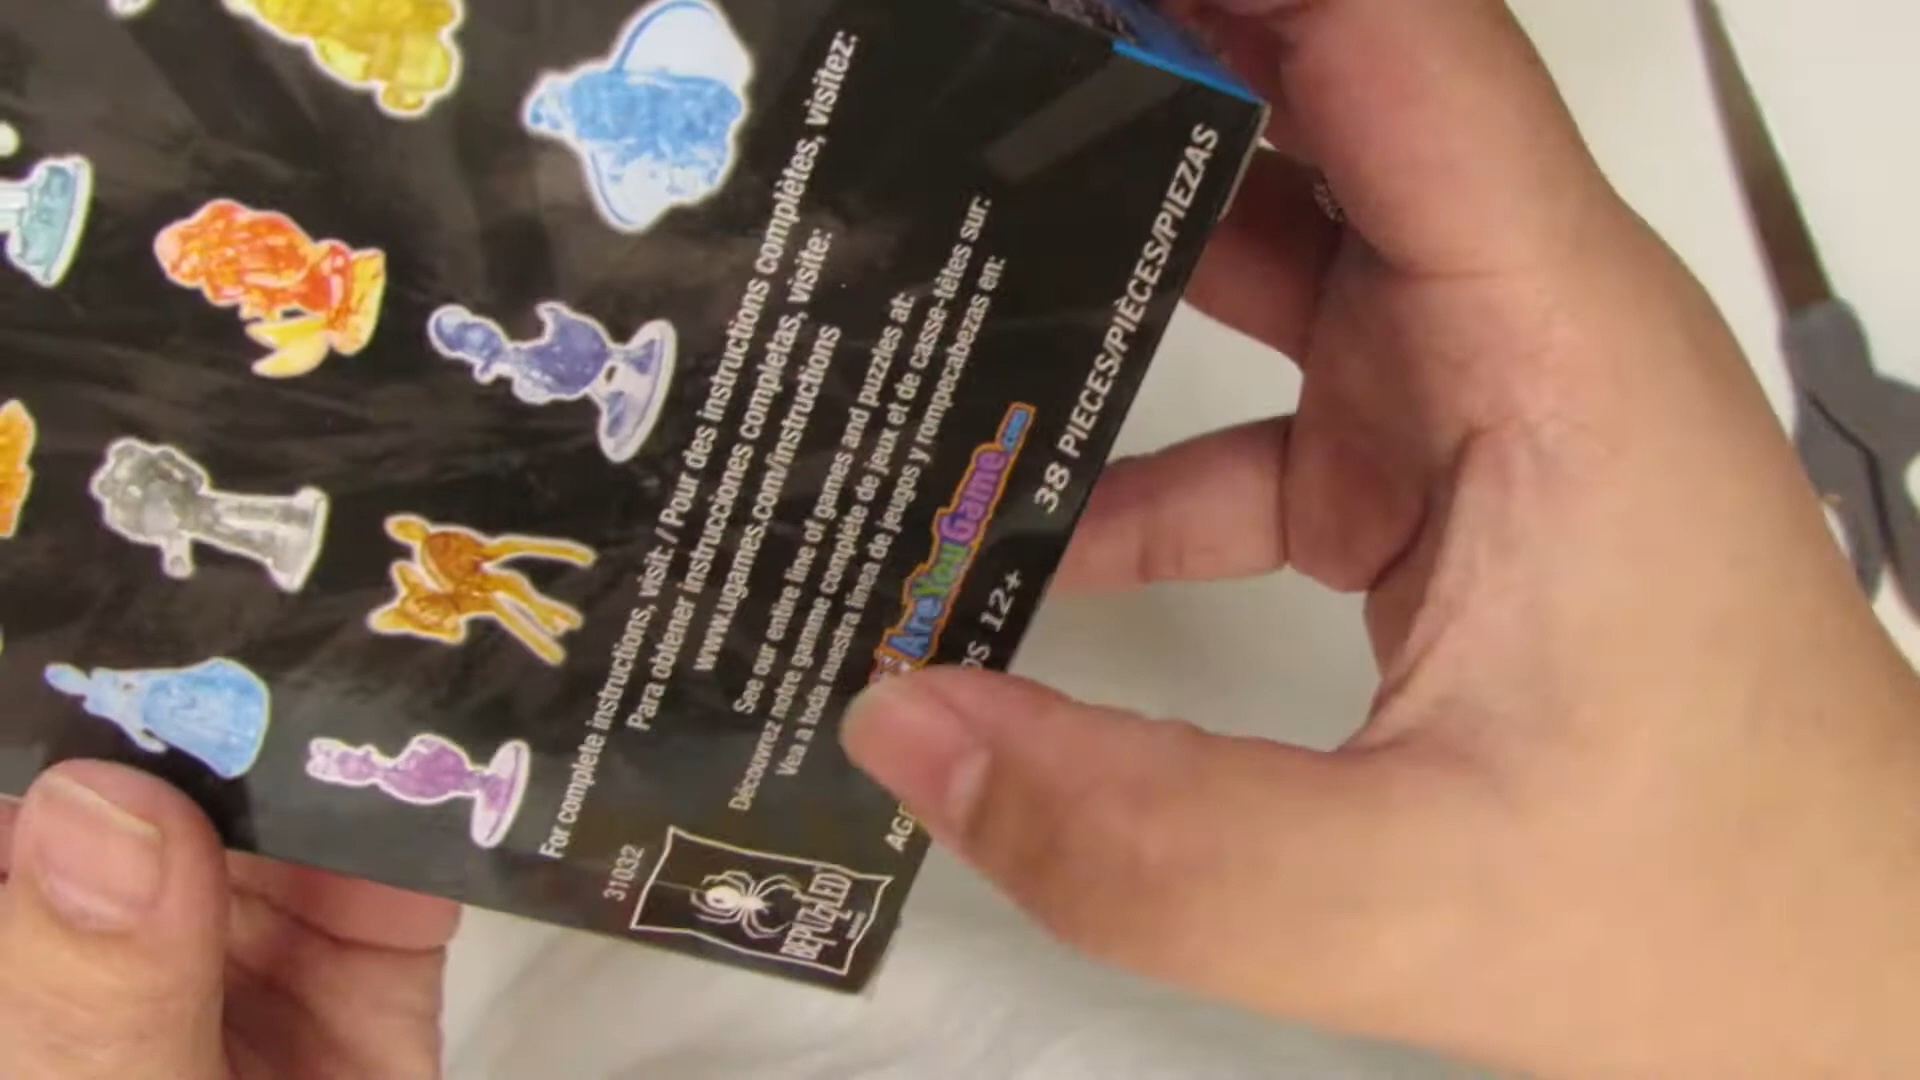 For complete instructions, visit: / Pour des instructions complètes, visitez:
Para obtener instrucciones completas, visite:
www.ugames.com/instructions
See our entire line of games and puzzles at:
Découvrez notre gamme complète de jeux et de casse-têtes sur:
Vea a toda nuestra línea de jeugos y rompecabezas en:
AreYouGame.com
31032
BEPUZZLED
12+
38 PIECES/PIÈCES/PIEZAS